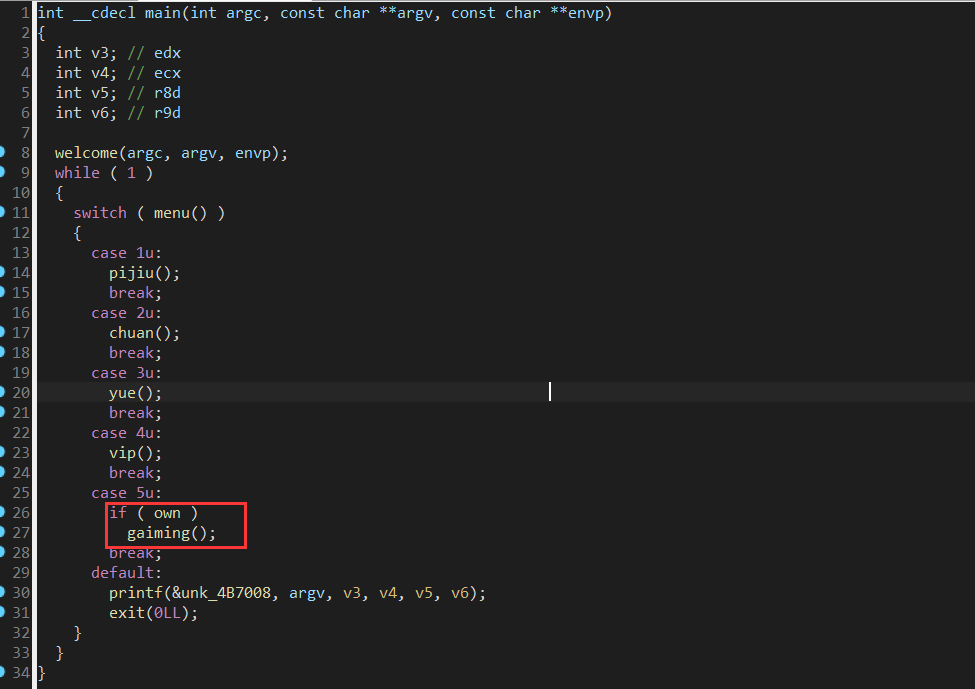 1 int __cdecl main(int argc, const char **argv, const char **envp)
2 {
3 int v3; // edx
4 int v4; // ecx
5 int v5; // r8d
6 int v6; // r9d
7
8 welcome(argc, argv, envp);
9 while ( 1 )
10 {
11 switch ( menu() )
12 {
13 case 1u:
14 pijiu();
15 break;
16 case 2u:
17 chuan();
18 break;
19 case 3u:
20 yue();
21 break;
22 case 4u:
23 vip();
24 break;
25 case 5u:
26 if ( own )
27 gaiming();
28 break;
29 default:
30 printf(&unk_4B7008, argv, v3, v4, v5, v6);
31 exit(0LL);
32 }
33 }
34 }